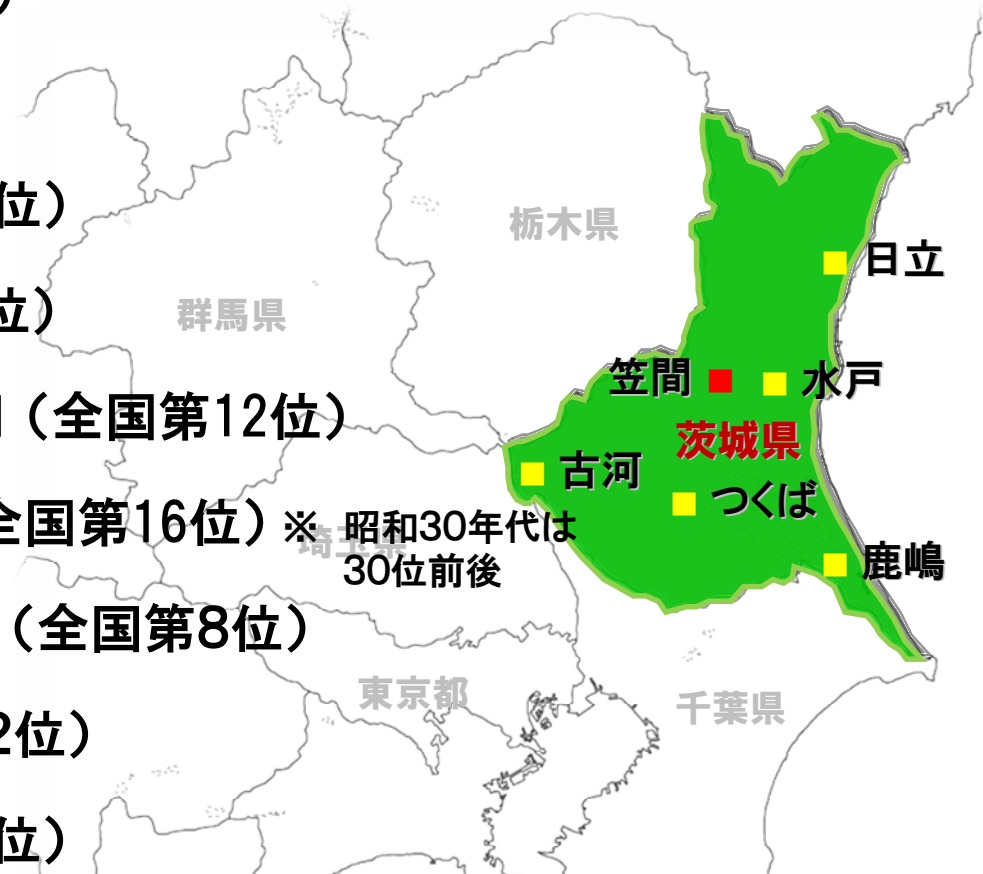 ）
位）
栃木県
日立
群馬県
位）
笠間
水戸
（全国第12位）
茨城県
古河
つくば
全国第16位）※ 昭和30年代は
30位前後
埼玉県
鹿嶋
（全国第8位）
東京都
千葉県
2位）
位）